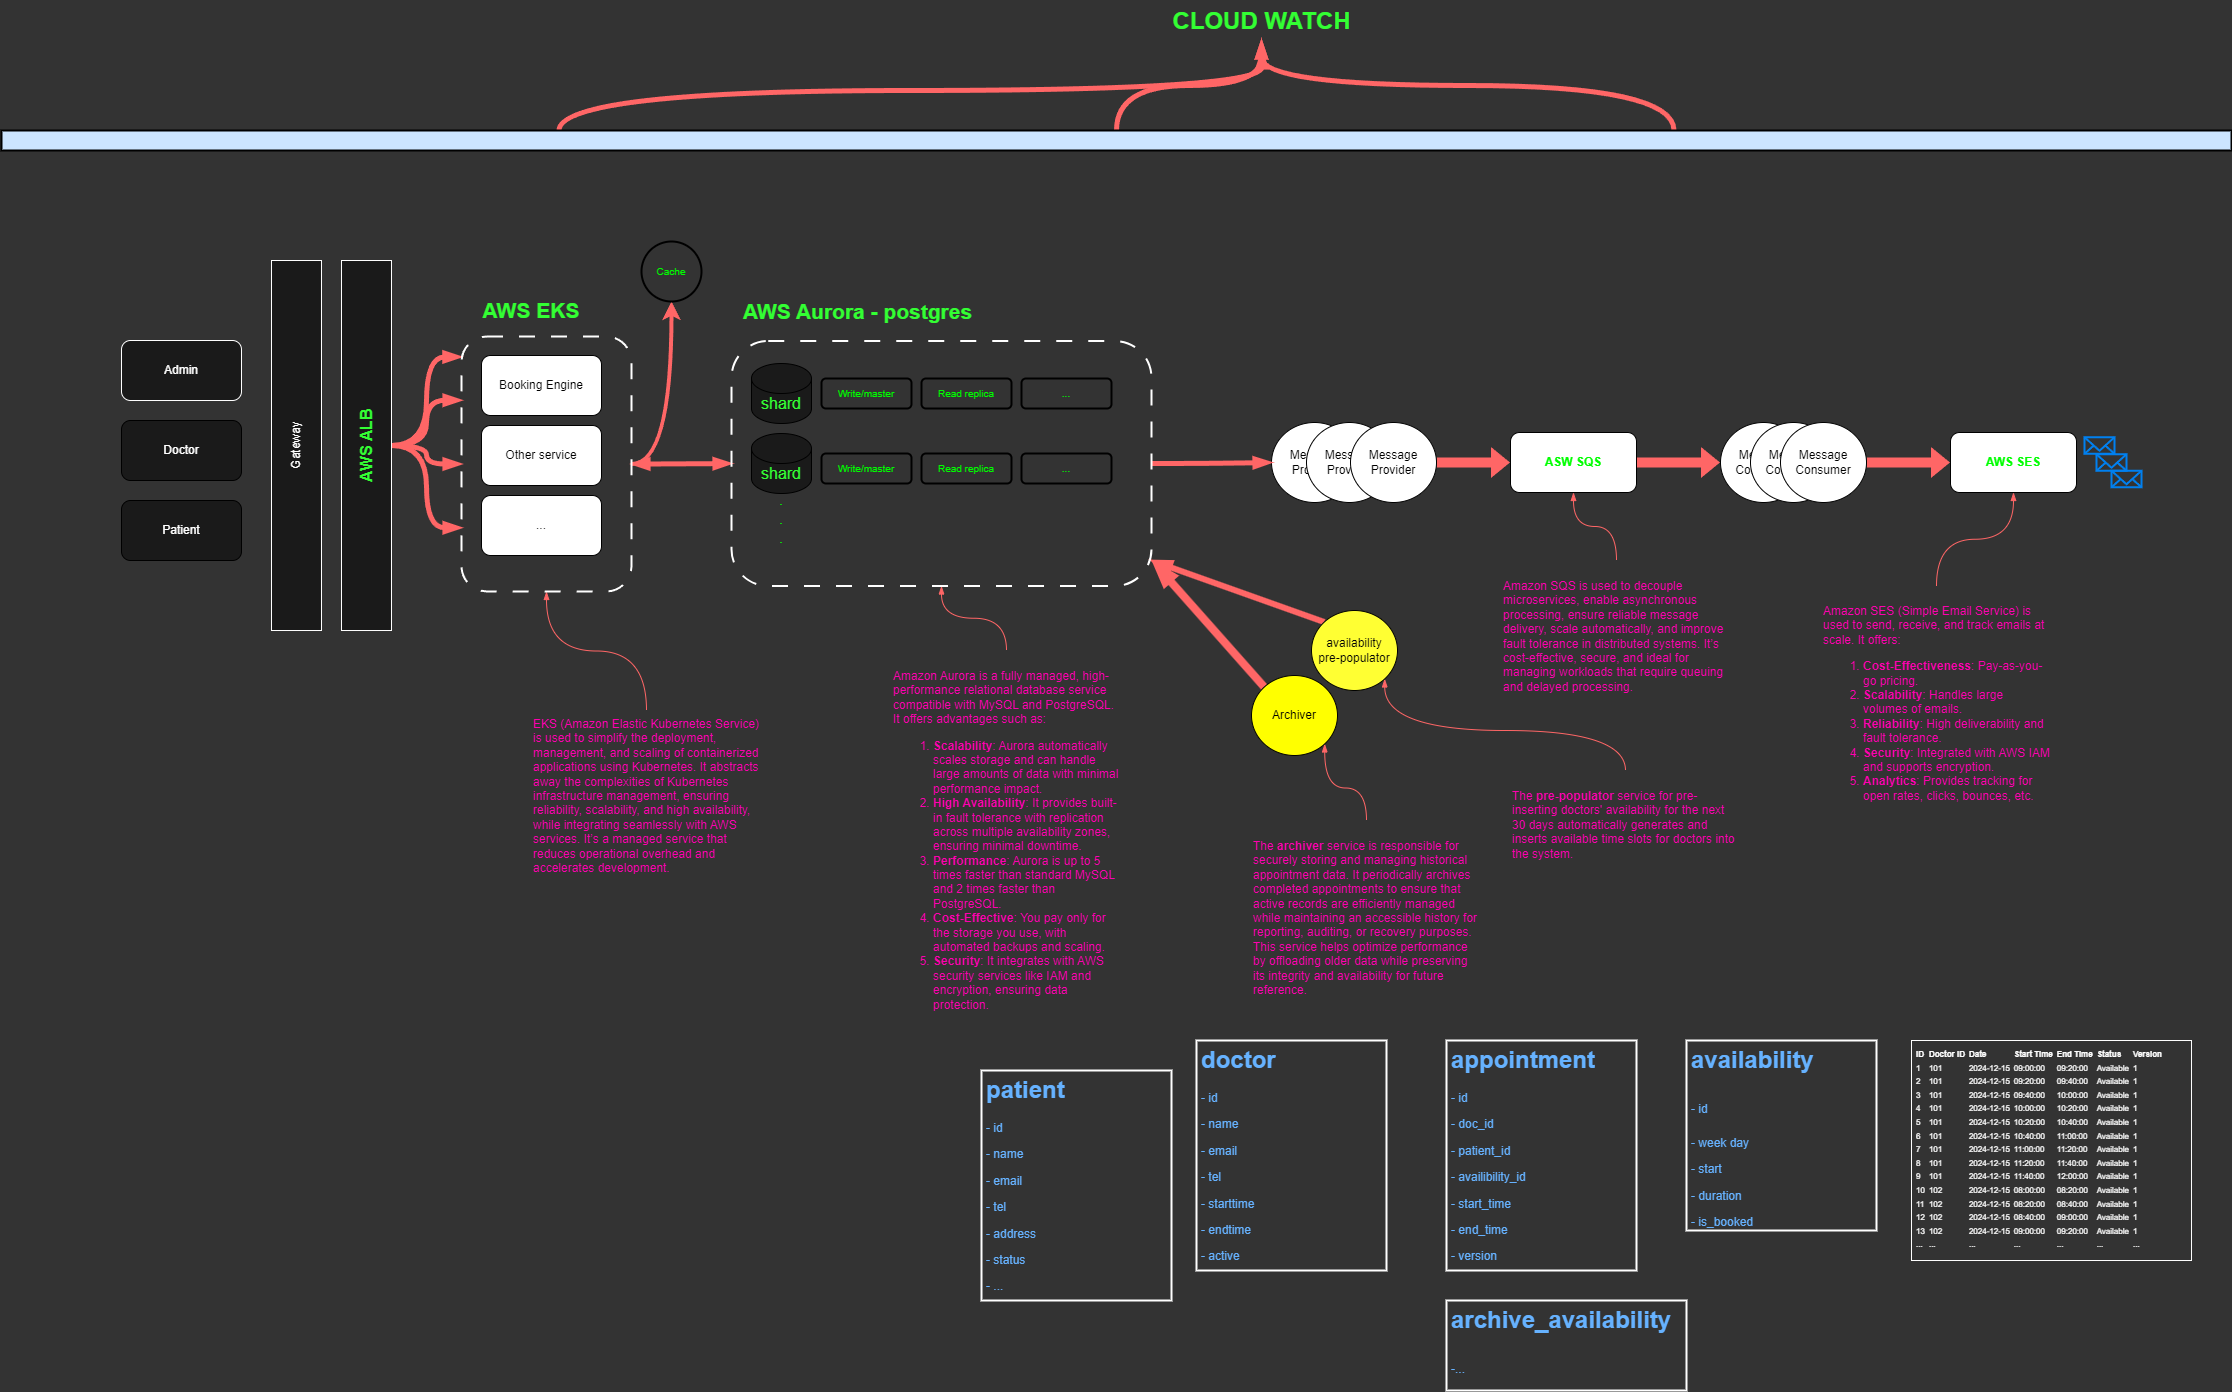 CLOUD WATCH
Cache
AWS EKS
AWS Aurora - postgres
Admin
Doctor
Patient
Gateway
AWS ALB
Booking Engine
Other service
...
shard
Write/master
Read replica
...
shard
Write/master
Read replica
...
.
.
.
Message
Provider
ASW SQS
Message
Consumer
AWS SES
availability
pre-populator
Archiver
EKS (Amazon Elastic Kubernetes Service)
is used to simplify the deployment,
management, and scaling of containerized
applications using Kubernetes. It abstracts
away the complexities of Kubernetes
infrastructure management, ensuring
reliability, scalability, and high availability,
while integrating seamlessly with AWS
services. It's a managed service that
reduces operational overhead and
accelerates development.
Amazon Aurora is a fully managed, high-
performance relational database service
compatible with MySQL and PostgreSQL.
It offers advantages such as:
1. Scalability: Aurora automatically
scales storage and can handle
large amounts of data with minimal
performance impact.
2. High Availability: It provides built-
in fault tolerance with replication
across multiple availability zones,
ensuring minimal downtime.
3. Performance: Aurora is up to 5
times faster than standard MySQL
and 2 times faster than
PostgreSQL.
4. Cost-Effective: You pay only for
the storage you use, with
automated backups and scaling.
5. Security: It integrates with AWS
security services like IAM and
encryption, ensuring data
protection.
The archiver service is responsible for
securely storing and managing historical
appointment data. It periodically archives
completed appointments to ensure that
active records are efficiently managed
while maintaining an accessible history for
reporting, auditing, or recovery purposes.
This service helps optimize performance
by offloading older data while preserving
its integrity and availability for future
reference.
Amazon SQS is used to decouple
microservices, enable asynchronous
processing, ensure reliable message
delivery, scale automatically, and improve
fault tolerance in distributed systems. It's
cost-effective, secure, and ideal for
managing workloads that require queuing
and delayed processing.
The pre-populator service for pre-
inserting doctors' availability for the next
30 days automatically generates and
inserts available time slots for doctors into
the system.
Amazon SES (Simple Email Service) is
used to send, receive, and track emails at
scale. It offers:
1. Cost-Effectiveness: Pay-as-you-
go pricing.
2. Scalability: Handles large
volumes of emails.
3. Reliability: High deliverability and
fault tolerance.
4. Security: Integrated with AWS IAM
and supports encryption.
5. Analytics: Provides tracking for
open rates, clicks, bounces, etc.
patient
- id
- name
- email
- tel
- address
- status
- ...
doctor
- id
- name
- email
- tel
- starttime
- endtime
- active
appointment
- id
- doc_id
- patient_id
- availibility_id
- start_time
- end_time
- version
availability
- id
- week day
- start
- duration
- is_booked
archive_availability
-...
ID Doctor ID Date Start Time End Time Status Version
1 101 2024-12-15 09:00:00 09:20:00 Available 1
2 101 2024-12-15 09:20:00 09:40:00 Available 1
3 101 2024-12-15 09:40:00 10:00:00 Available 1
4 101 2024-12-15 10:00:00 10:20:00 Available 1
5 101 2024-12-15 10:20:00 10:40:00 Available 1
6 101 2024-12-15 10:40:00 11:00:00 Available 1
7 101 2024-12-15 11:00:00 11:20:00 Available 1
8 101 2024-12-15 11:20:00 11:40:00 Available 1
9 101 2024-12-15 11:40:00 12:00:00 Available 1
10 102 2024-12-15 08:00:00 08:20:00 Available 1
11 102 2024-12-15 08:20:00 08:40:00 Available 1
12 102 2024-12-15 08:40:00 09:00:00 Available 1
13 102 2024-12-15 09:00:00 09:20:00 Available 1
... ... ... ... ... ... ...